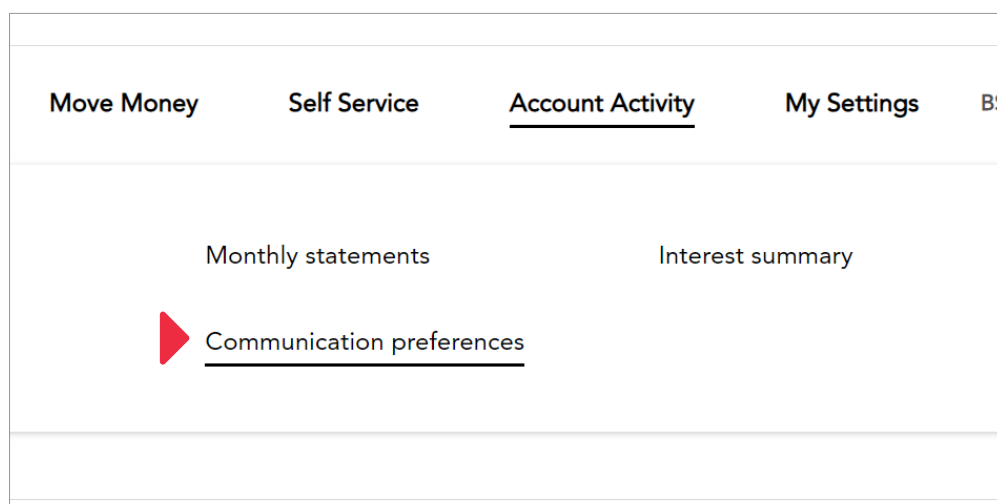 Move Money Self Service Account Activity My Settings
Monthly statements Interest summary
Communication preferences